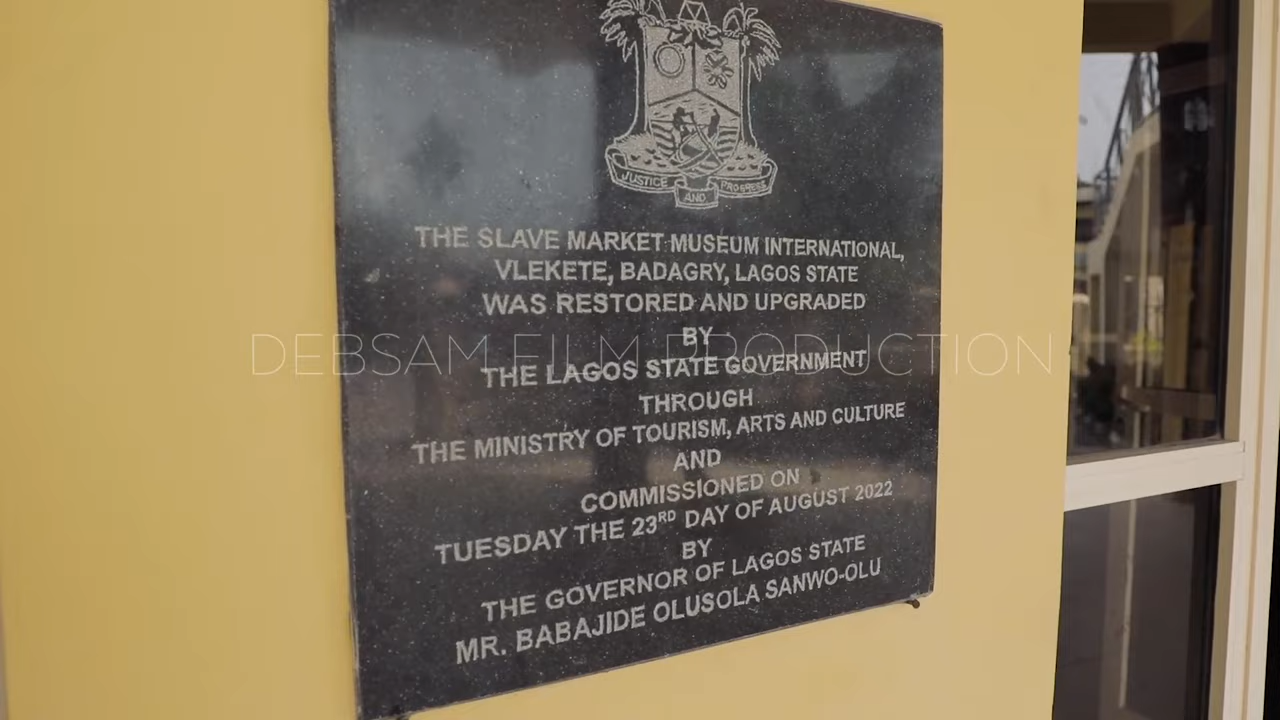 JUSTICE
AND
PROGRESS
THE SLAVE MARKET MUSEUM INTERNATIONAL,
VLEKETE, BADAGRY, LAGOS STATE
WAS RESTORED AND UPGRADED
BY
DEBSAM FILM PRODUCTION
THE LAGOS STATE GOVERNMENT
THROUGH
THE MINISTRY OF TOURISM, ARTS AND CULTURE
AND
COMMISSIONED ON
TUESDAY THE 23RD DAY OF AUGUST 2022
BY
THE GOVERNOR OF LAGOS STATE
MR. BABAJIDE OLUSOLA SANWO-OLU